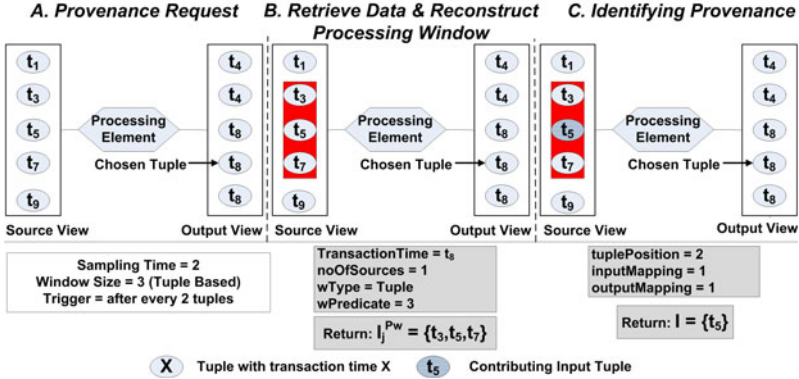 A. Provenance Request
B. Retrieve Data & Reconstruct
Processing Window
C. Identifying Provenance
t1
t3
t5
t7
t9
Source View
Processing
Element
Chosen Tuple
t4
t4
t8
t8
t8
Output View
t1
t3
t5
t7
t9
Source View
Processing
Element
Chosen Tuple
t4
t4
t8
t8
t8
Output View
t1
t3
t5
t7
t9
Source View
Processing
Element
Chosen Tuple
t4
t4
t8
t8
t8
Output View
Sampling Time = 2
Window Size = 3 (Tuple Based)
Trigger = after every 2 tuples
TransactionTime = t8
noOfSources = 1
wType = Tuple
wPredicate = 3
Return: Ij^Pw = {t3,t5,t7}
tuplePosition = 2
inputMapping = 1
outputMapping = 1
Return: I = {t5}
X Tuple with transaction time X
t5 Contributing Input Tuple